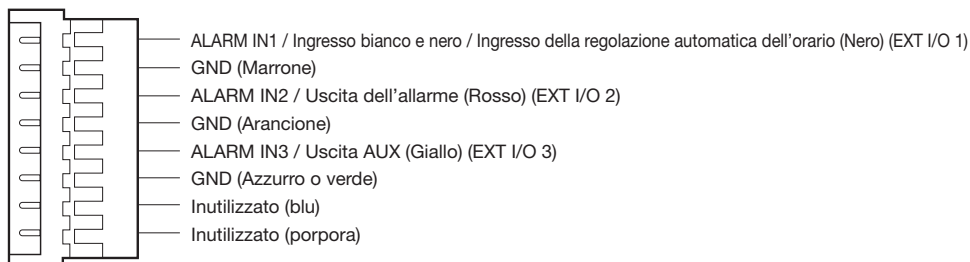 ALARM IN1 / Ingresso bianco e nero / Ingresso della regolazione automatica dell'orario (Nero) (EXT I/O 1)
GND (Marrone)
ALARM IN2 / Uscita dell'allarme (Rosso) (EXT I/O 2)
GND (Arancione)
ALARM IN3 / Uscita AUX (Giallo) (EXT I/O 3)
GND (Azzurro o verde)
Inutilizzato (blu)
Inutilizzato (porpora)